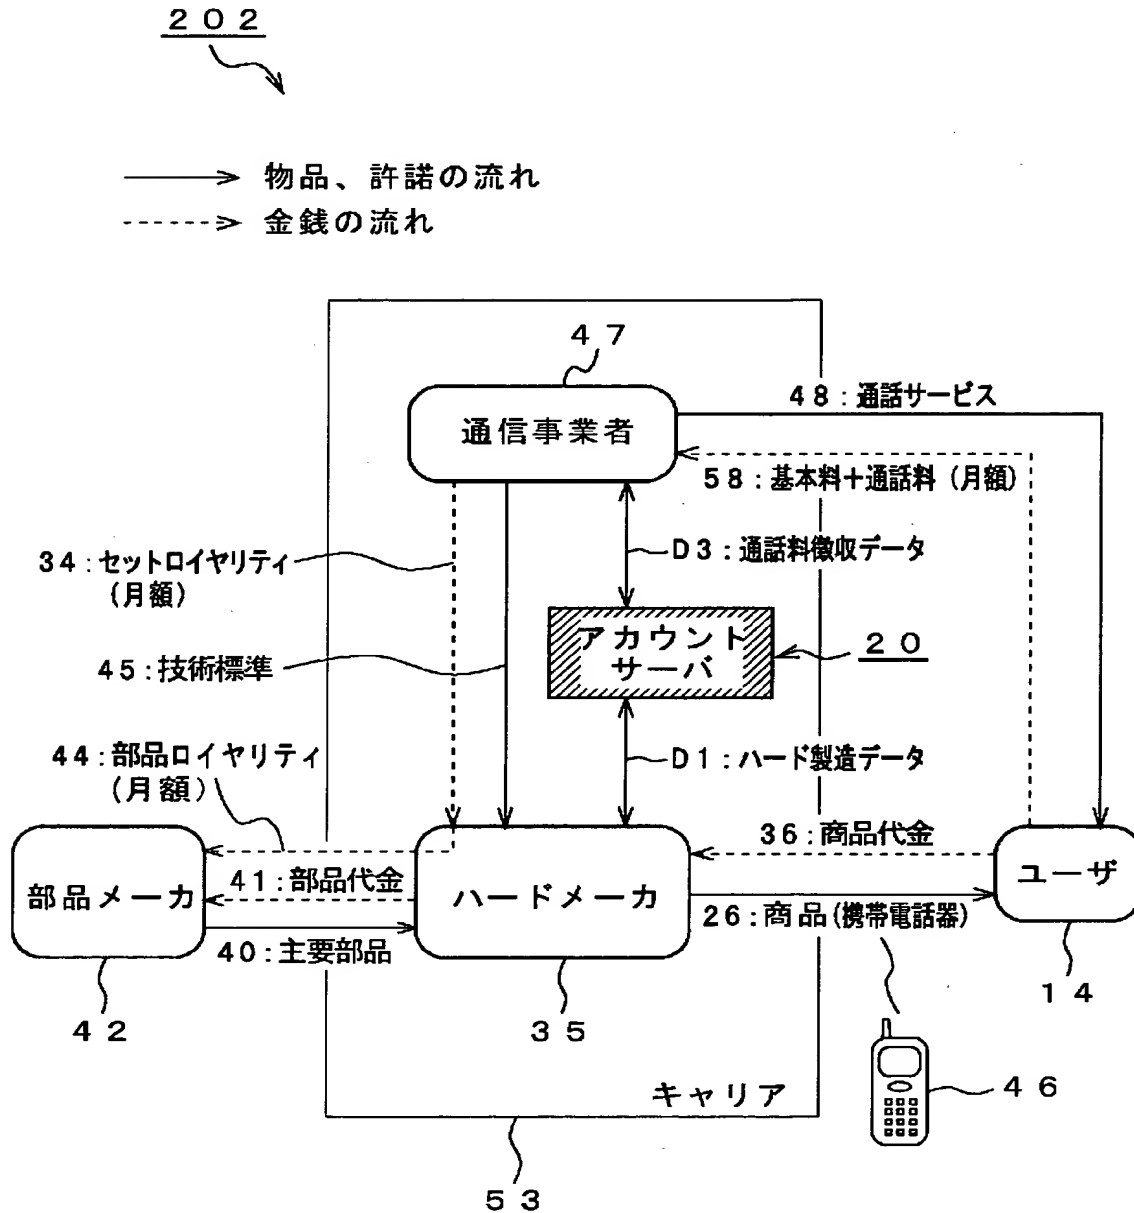 ２０２
物品、許諾の流れ
金銭の流れ
４７
通信事業者
４８：通話サービス
５８：基本料＋通話料（月額）
３４：セットロイヤリティ
（月額）
Ｄ３：通話料徴収データ
アカウント
サーバ
２０
４５：技術標準
４４：部品ロイヤリティ
（月額）
Ｄ１：ハード製造データ
３６：商品代金
部品メーカ
４１：部品代金
ハードメーカ
ユーザ
４０：主要部品
２６：商品（携帯電話器）
４２
３５
１４
４６
キャリア
５３